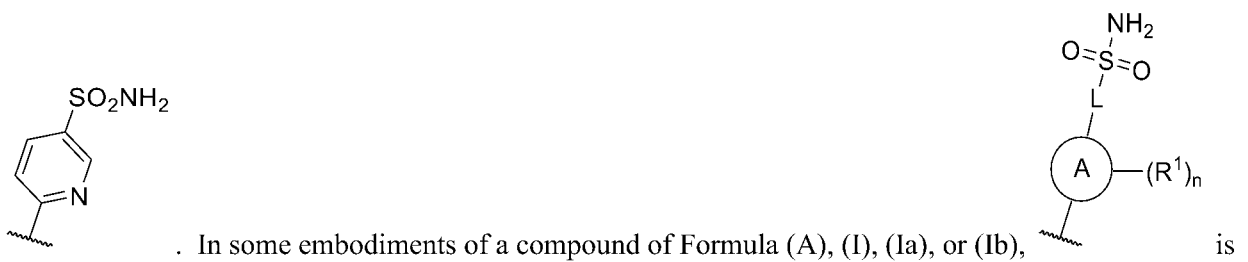 NH₂
O=S=O
L
SO₂NH₂
A (R¹)ₙ
N
. In some embodiments of a compound of Formula (A), (I), (Ia), or (Ib), is